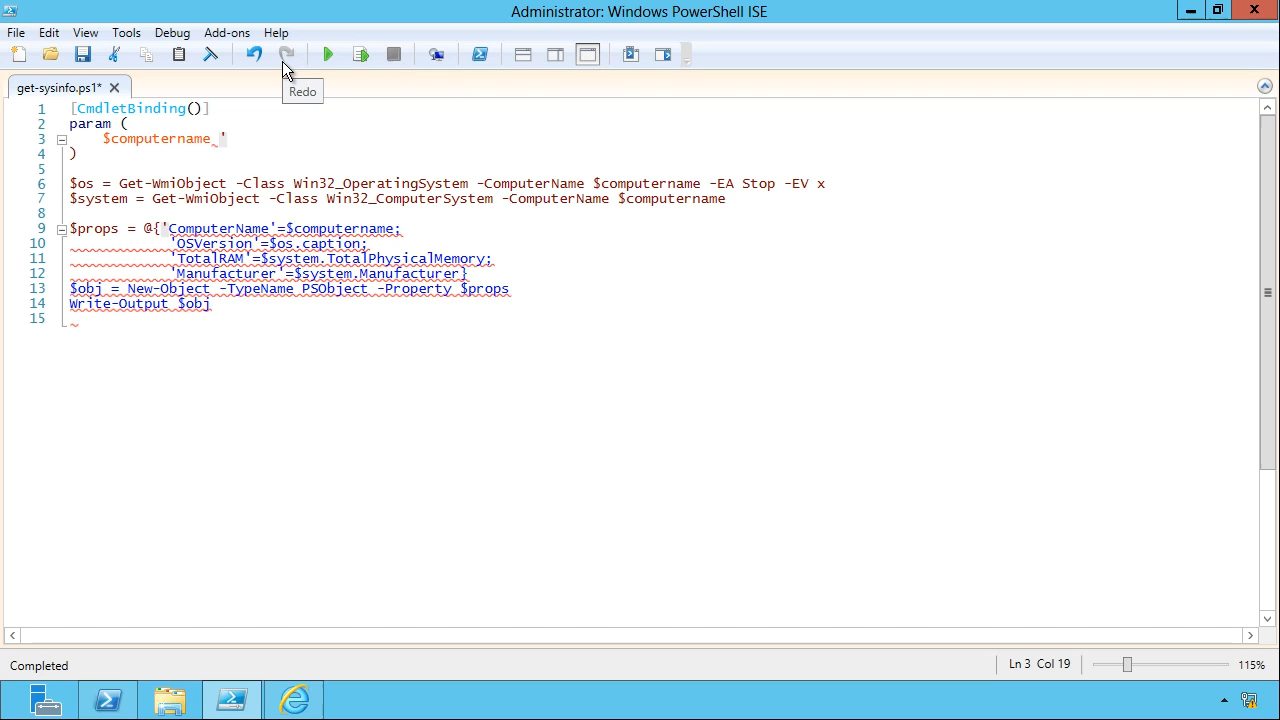 Administrator: Windows PowerShell ISE
File Edit View Tools Debug Add-ons Help
get-sysinfo.ps1*
Redo
1 [CmdletBinding()]
2 param (
3 $computername '
4 )
5
6 $os = Get-WmiObject -Class Win32_OperatingSystem -ComputerName $computername -EA Stop -EV x
7 $system = Get-WmiObject -Class Win32_ComputerSystem -ComputerName $computername
8
9 $props = @{'ComputerName'=$computername;
10 'OSVersion'=$os.caption;
11 'TotalRAM'=$system.TotalPhysicalMemory;
12 'Manufacturer'=$system.Manufacturer}
13 $obj = New-Object -TypeName PSObject -Property $props
14 Write-Output $obj
15
Completed
Ln 3 Col 19
115%